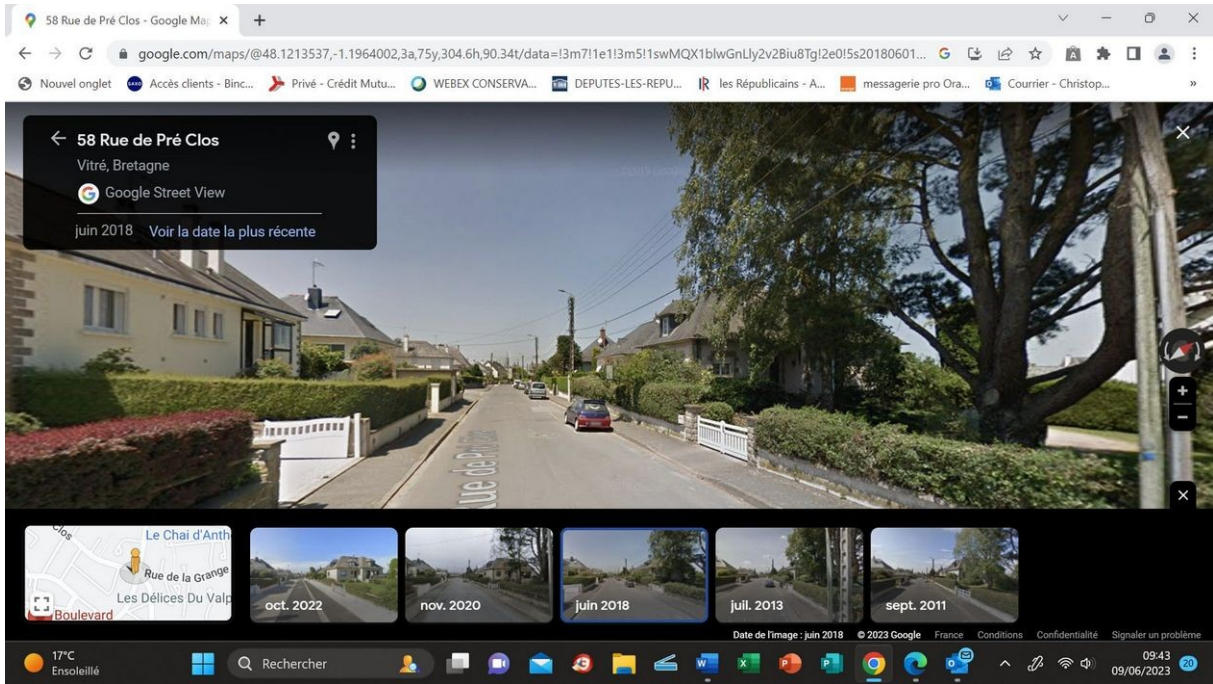 58 Rue de Pré Clos - Google Map
google.com/maps/@48.1213537,-1.1964002,3a,75y,304.6h,90.34t/data=!3m7!1e1!3m5!1swMQX1blwGnLly2v2Biu8Tg!2e0!5s20180601...
Nouvel onglet Accès clients - Binc... Privé - Crédit Mutu... WEBEX CONSERVA... DEPUTES-LES-REPU... les Républicains - A... messagerie pro Ora... Courrier - Christop... »
58 Rue de Pré Clos
Vitré, Bretagne
Google Street View
juin 2018 Voir la date la plus récente
Rue de Pré
Clos
Le Chai d'Anth
Rue de la Grange
Les Délices Du Valp
Boulevard
oct. 2022
nov. 2020
juin 2018
juil. 2013
sept. 2011
Date de l'image : juin 2018 © 2023 Google France Conditions Confidentialité Signaler un problème
17°C
Ensoleillé
Rechercher
09:43
09/06/2023
20